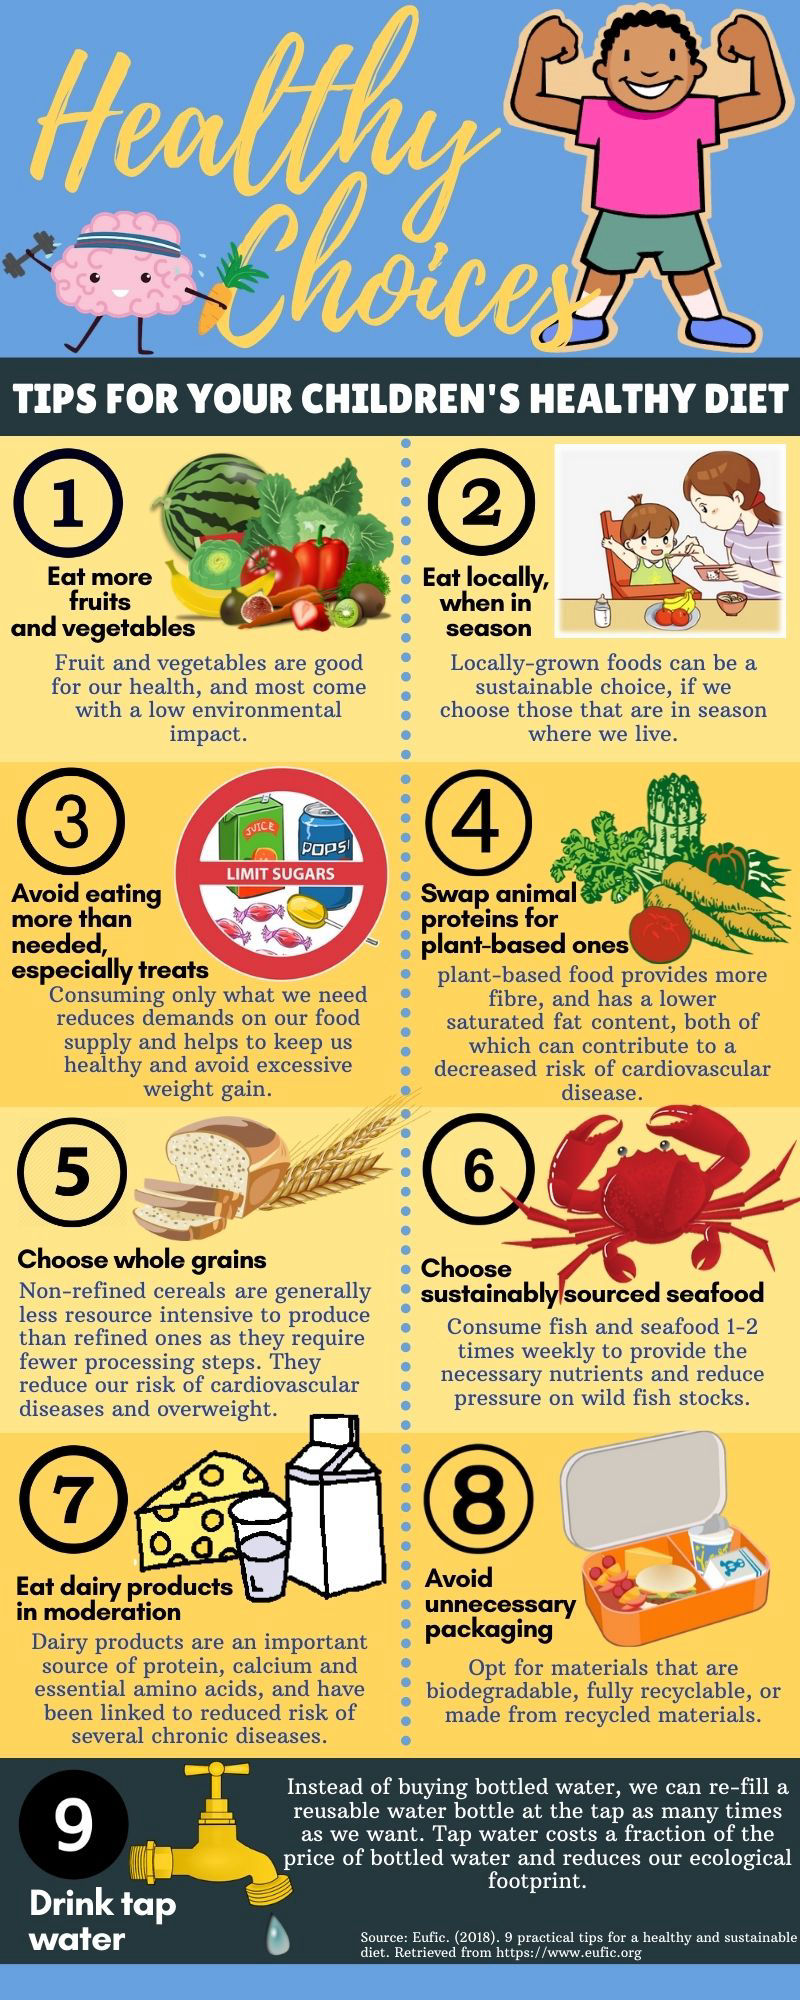 Healthy
Choices
TIPS FOR YOUR CHILDREN'S HEALTHY DIET
1
Eat more
fruits
and vegetables
Fruit and vegetables are good
for our health, and most come
with a low environmental
impact.
2
Eat locally,
when in
season
Locally-grown foods can be a
sustainable choice, if we
choose those that are in season
where we live.
3
JUICE
POPS!
LIMIT SUGARS
Avoid eating
more than
needed,
especially treats
Consuming only what we need
reduces demands on our food
supply and helps to keep us
healthy and avoid excessive
weight gain.
4
Swap animal
proteins for
plant-based ones
plant-based food provides more
fibre, and has a lower
saturated fat content, both of
which can contribute to a
decreased risk of cardiovascular
disease.
5
Choose whole grains
Non-refined cereals are generally
less resource intensive to produce
than refined ones as they require
fewer processing steps. They
reduce our risk of cardiovascular
diseases and overweight.
6
Choose
sustainably sourced seafood
Consume fish and seafood 1-2
times weekly to provide the
necessary nutrients and reduce
pressure on wild fish stocks.
7
Eat dairy products
in moderation
Dairy products are an important
source of protein, calcium and
essential amino acids, and have
been linked to reduced risk of
several chronic diseases.
8
Avoid
unnecessary
packaging
Opt for materials that are
biodegradable, fully recyclable, or
made from recycled materials.
9
Drink tap
water
Instead of buying bottled water, we can re-fill a
reusable water bottle at the tap as many times
as we want. Tap water costs a fraction of the
price of bottled water and reduces our ecological
footprint.
Source: Eufic. (2018). 9 practical tips for a healthy and sustainable
diet. Retrieved from https://www.eufic.org